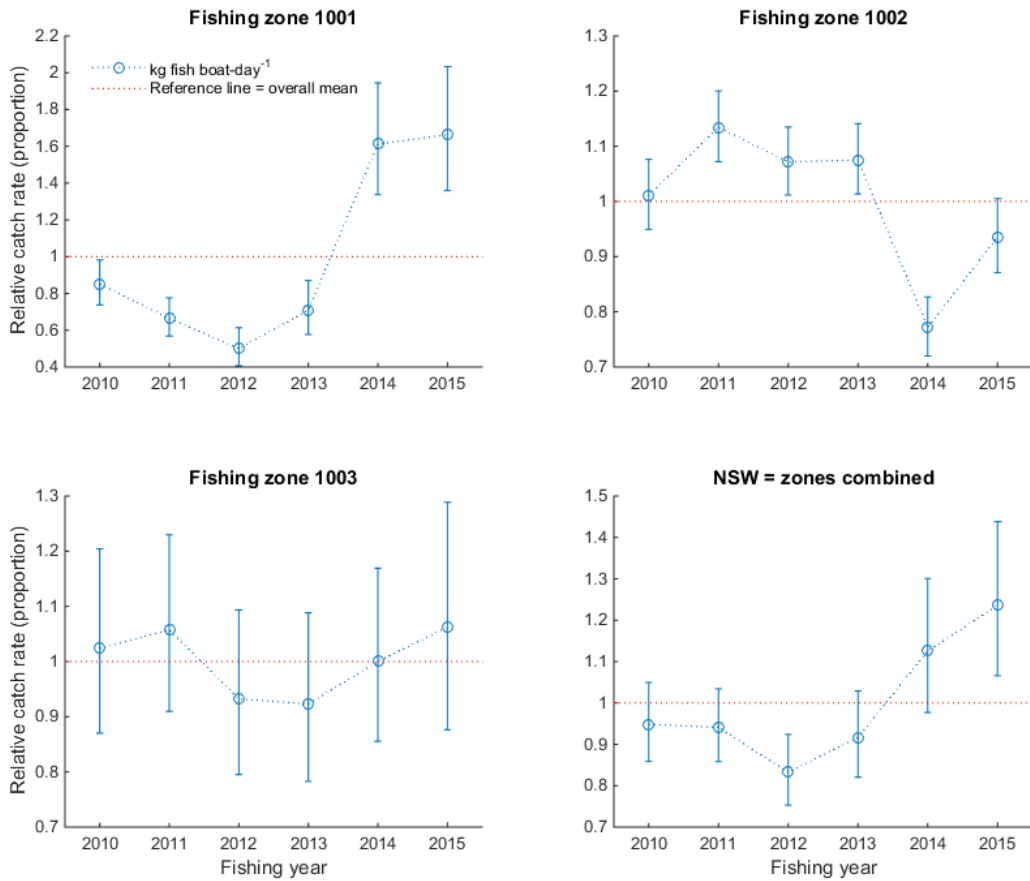 Fishing zone 1001
Relative catch rate (proportion)
2.2
2
1.8
1.6
1.4
1.2
1
0.8
0.6
0.4
kg fish boat-day⁻¹
Reference line = overall mean
2010 2011 2012 2013 2014 2015
Fishing zone 1002
1.3
1.2
1.1
1
0.9
0.8
0.7
2010 2011 2012 2013 2014 2015
Fishing zone 1003
Relative catch rate (proportion)
1.3
1.2
1.1
1
0.9
0.8
0.7
2010 2011 2012 2013 2014 2015
Fishing year
NSW = zones combined
1.5
1.4
1.3
1.2
1.1
1
0.9
0.8
0.7
2010 2011 2012 2013 2014 2015
Fishing year